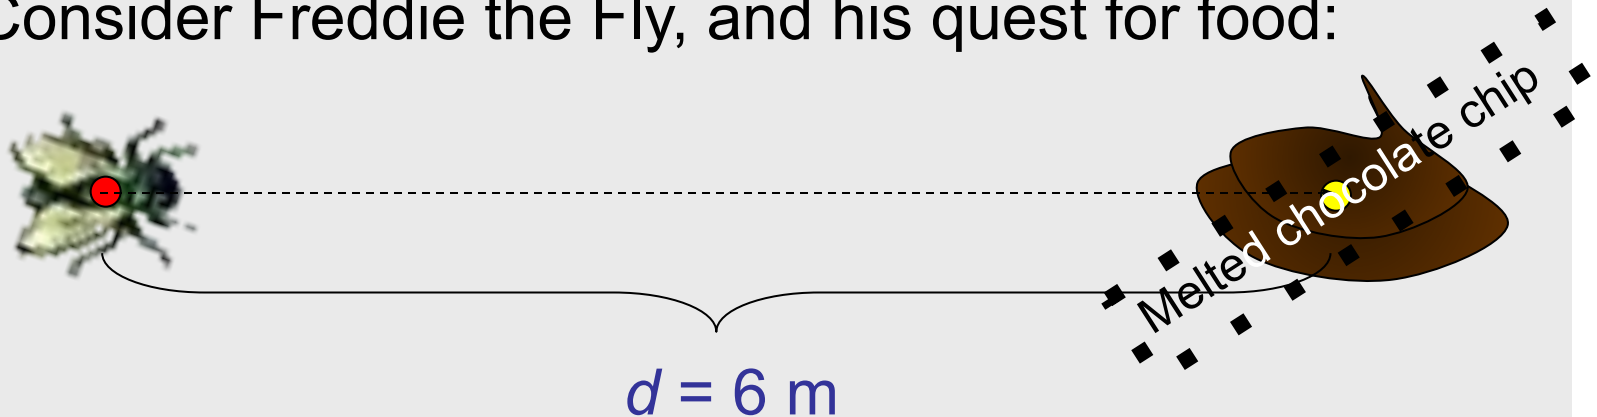 Consider Freddie the Fly, and his quest for food:
Melted chocolate chip
d = 6 m